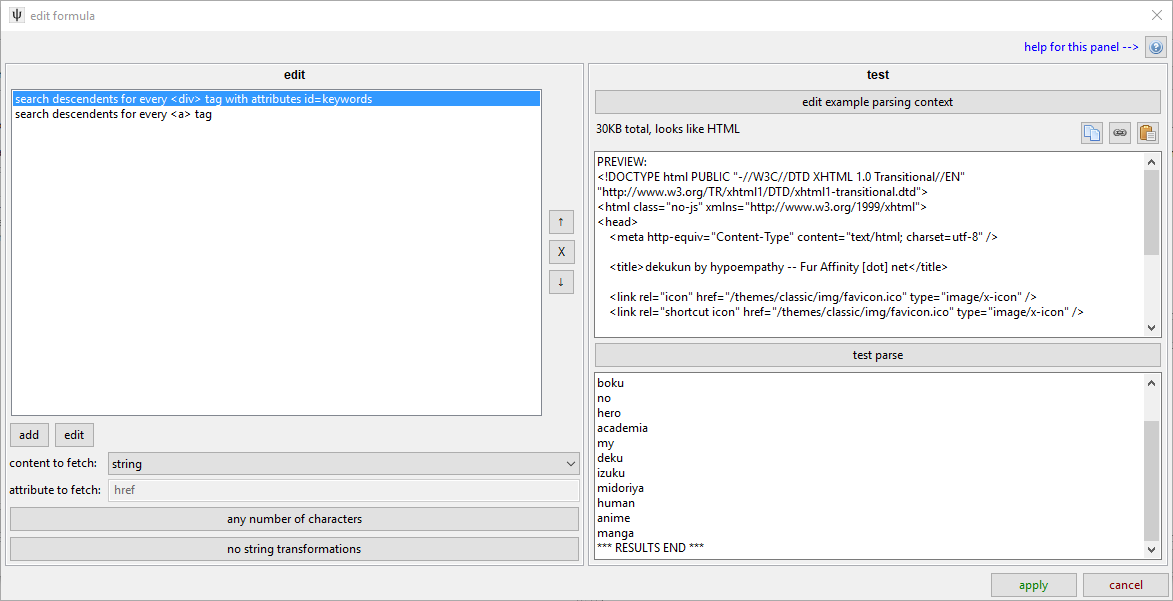 edit formula
help for this panel -->
edit
search descendents for every <div> tag with attributes id=keywords
search descendents for every <a> tag
↑
X
↓
add
edit
content to fetch:
string
attribute to fetch:
href
any number of characters
no string transformations
test
edit example parsing context
30KB total, looks like HTML
PREVIEW:
<!DOCTYPE html PUBLIC "-//W3C//DTD XHTML 1.0 Transitional//EN"
"http://www.w3.org/TR/xhtml1/DTD/xhtml1-transitional.dtd">
<html class="no-js" xmlns="http://www.w3.org/1999/xhtml">
<head>
<meta http-equiv="Content-Type" content="text/html; charset=utf-8" />
<title>dekukun by hypoempathy -- Fur Affinity [dot] net</title>
<link rel="icon" href="/themes/classic/img/favicon.ico" type="image/x-icon" />
<link rel="shortcut icon" href="/themes/classic/img/favicon.ico" type="image/x-icon" />
test parse
boku
no
hero
academia
my
deku
izuku
midoriya
human
anime
manga
*** RESULTS END ***
apply
cancel